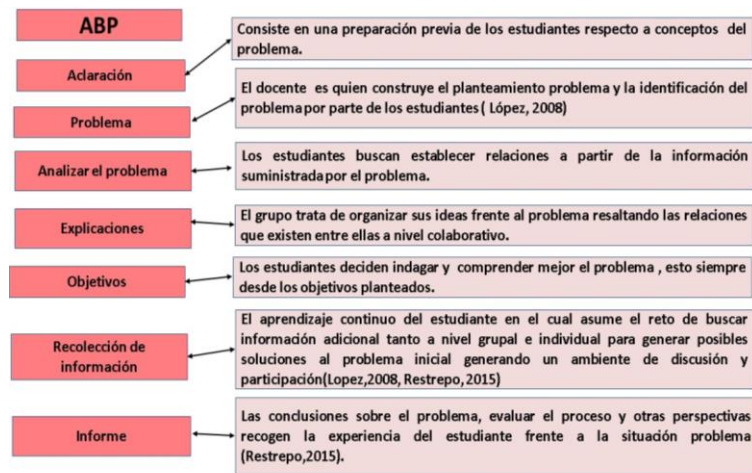 ABP
Consiste en una preparación previa de los estudiantes respecto a conceptos del
problema.
Aclaración
El docente es quien construye el planteamiento problema y la identificación del
problema por parte de los estudiantes ( López, 2008)
Problema
Los estudiantes buscan establecer relaciones a partir de la información
suministrada por el problema.
Analizar el problema
El grupo trata de organizar sus ideas frente al problema resaltando las relaciones
que existen entre ellas a nivel colaborativo.
Explicaciones
Los estudiantes deciden indagar y comprender mejor el problema , esto siempre
desde los objetivos planteados.
Objetivos
El aprendizaje continuo del estudiante en el cual asume el reto de buscar
información adicional tanto a nivel grupal e individual para generar posibles
soluciones al problema inicial generando un ambiente de discusión y
participación(Lopez,2008, Restrepo, 2015)
Recolección de
información
Las conclusiones sobre el problema, evaluar el proceso y otras perspectivas
recogen la experiencia del estudiante frente a la situación problema
(Restrepo,2015).
Informe